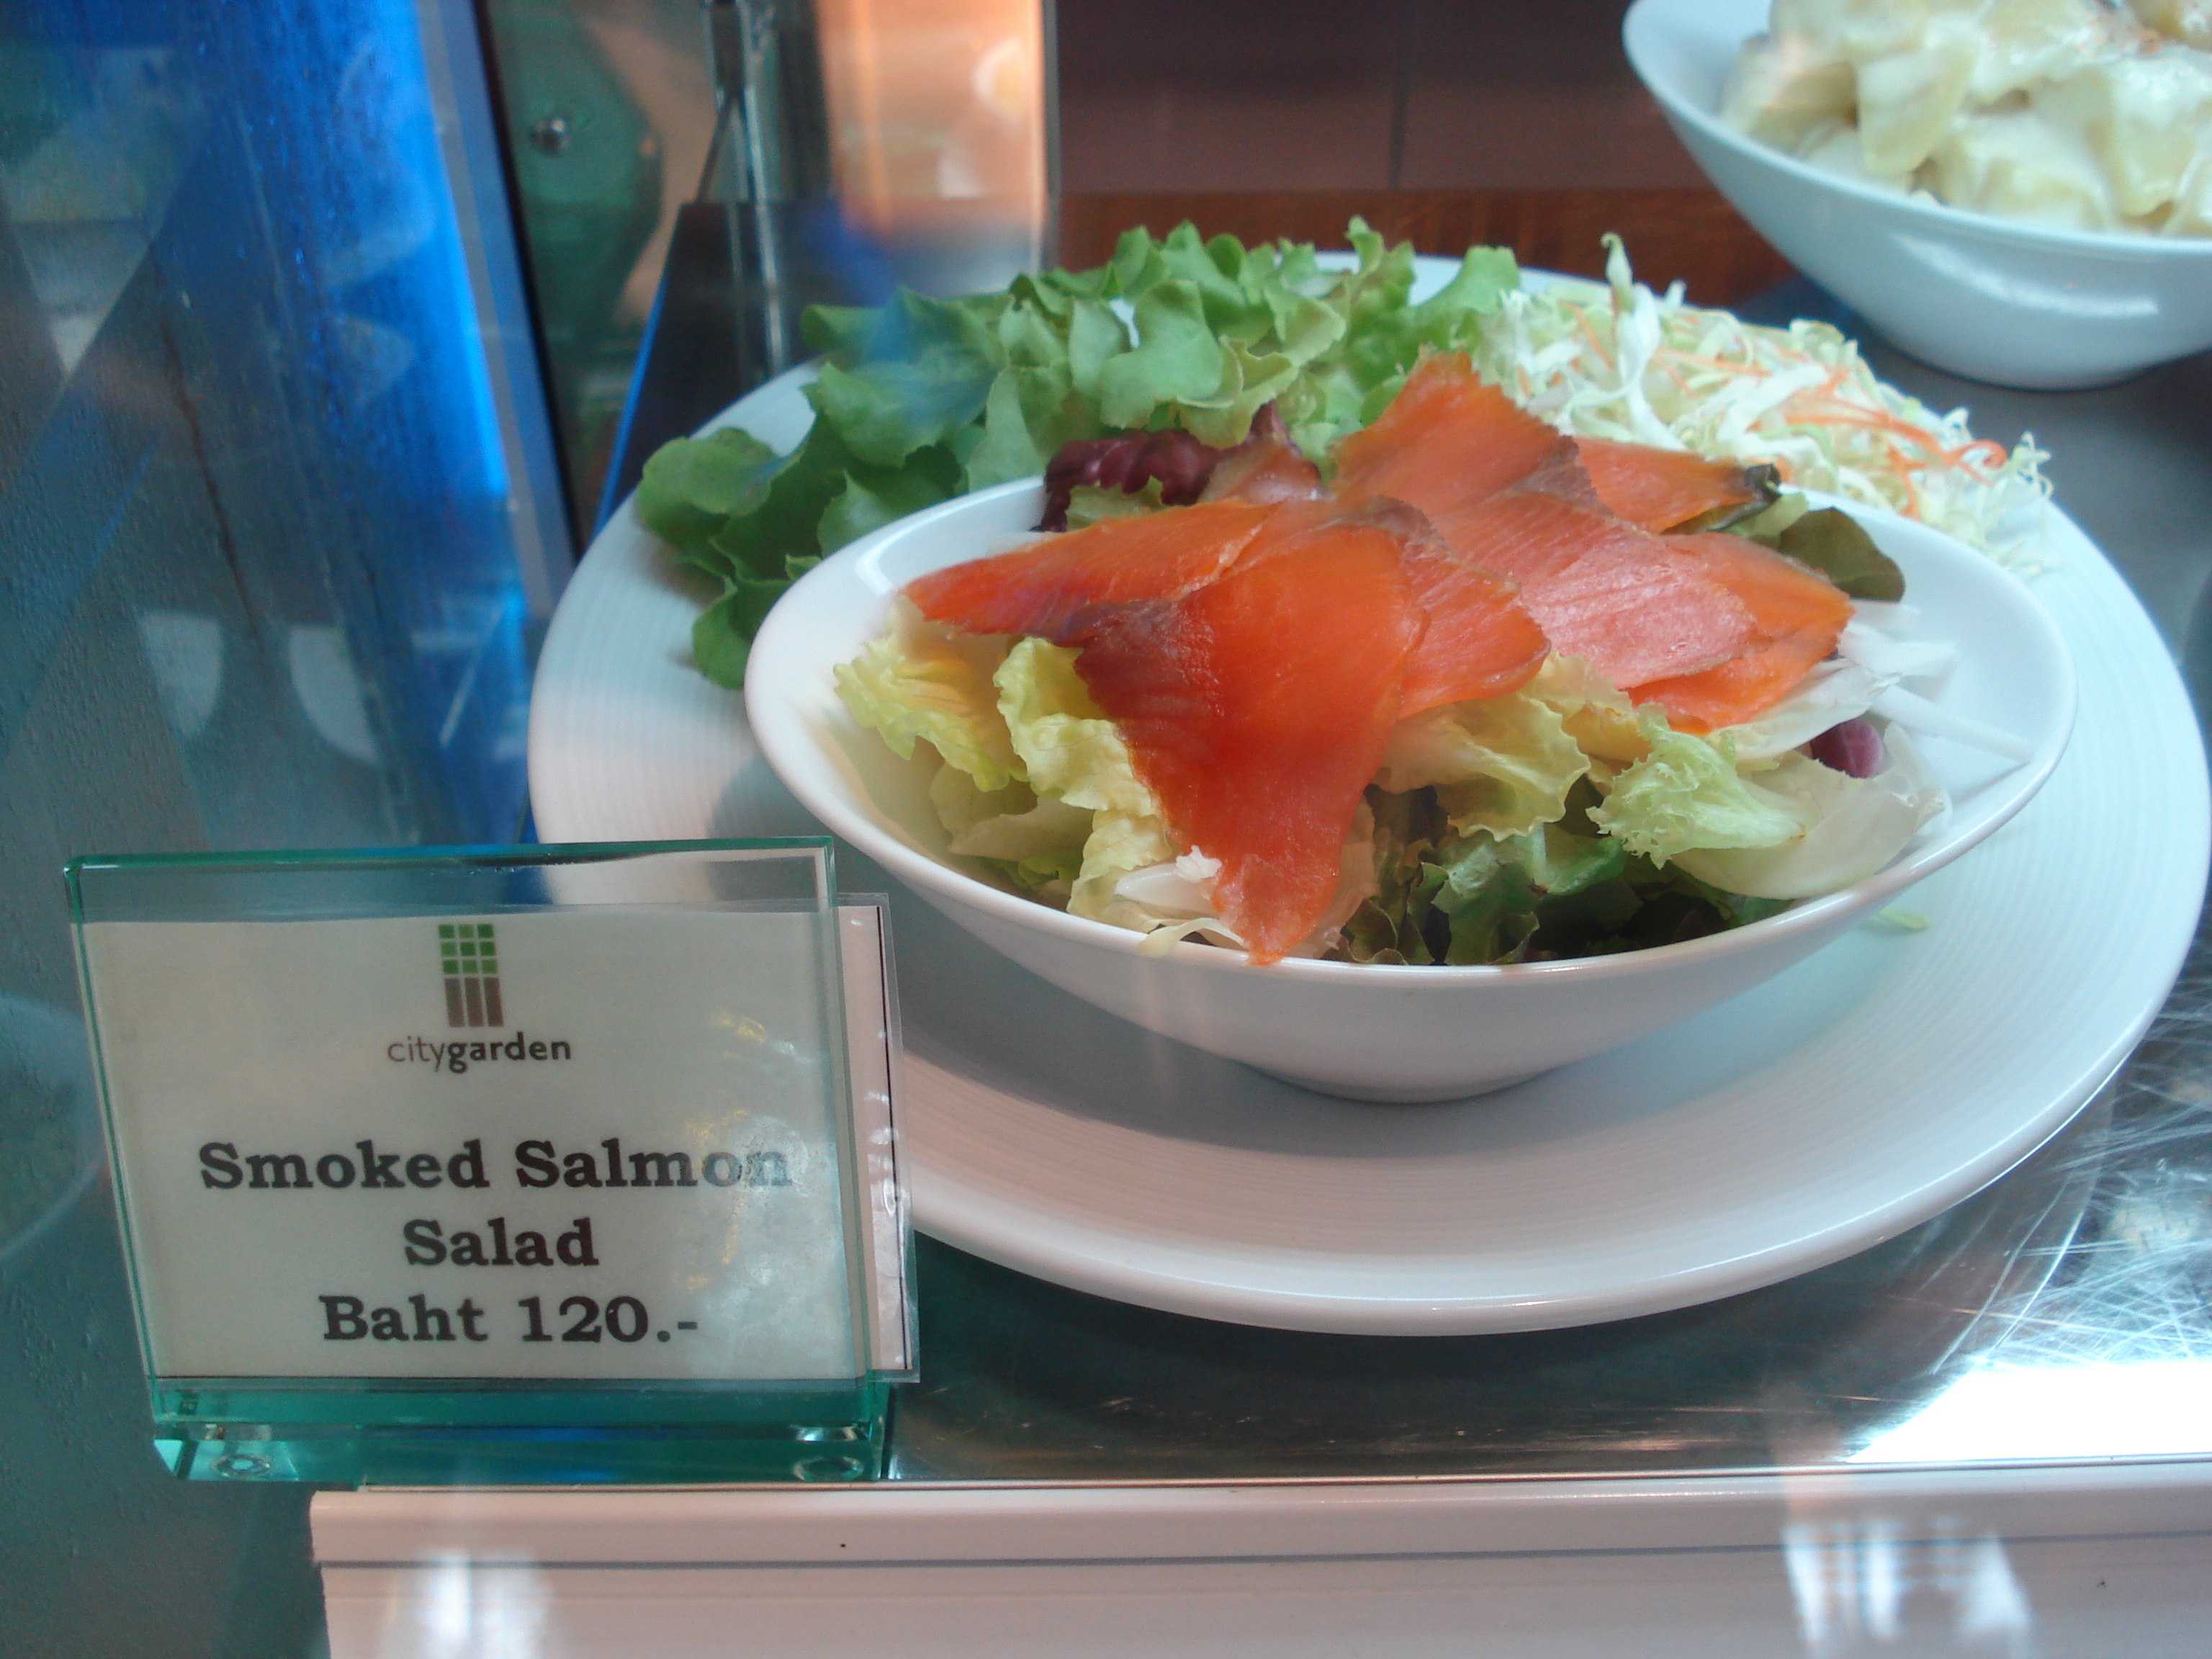 citygarden
Smoked Salmon
Salad
Baht 120.-